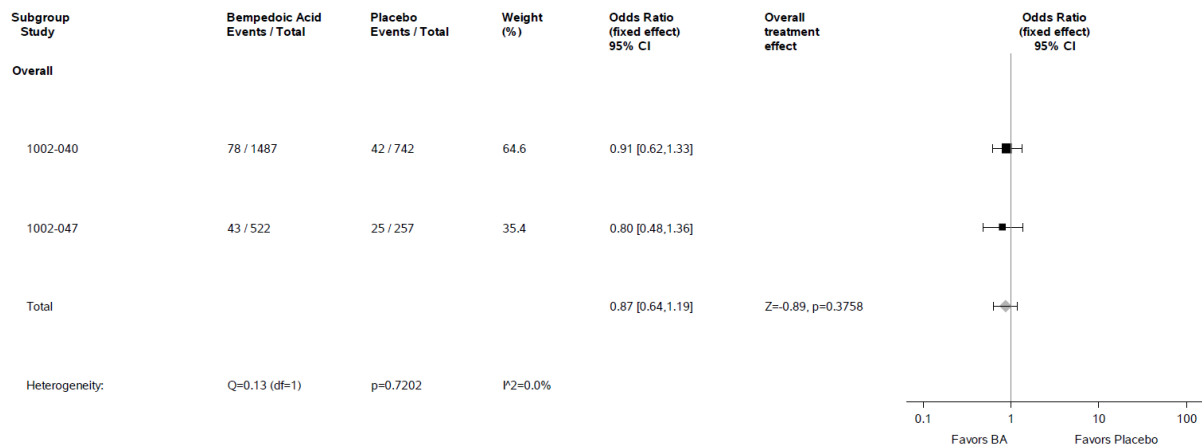 Subgroup Bempedoic Acid Placebo Weight Odds Ratio Overall Odds Ratio
Study Events / Total Events / Total (%) (fixed effect) treatment (fixed effect)
95% CI effect 95% CI
Overall
1002-040 78 / 1487 42 / 742 64.6 0.91 [0.62,1.33]
1002-047 43 / 522 25 / 257 35.4 0.80 [0.48,1.36]
Total 0.87 [0.64,1.19] Z=-0.89, p=0.3758
Heterogeneity: Q=0.13 (df=1) p=0.7202 I^2=0.0%
0.1 1 10 100
Favors BA Favors Placebo